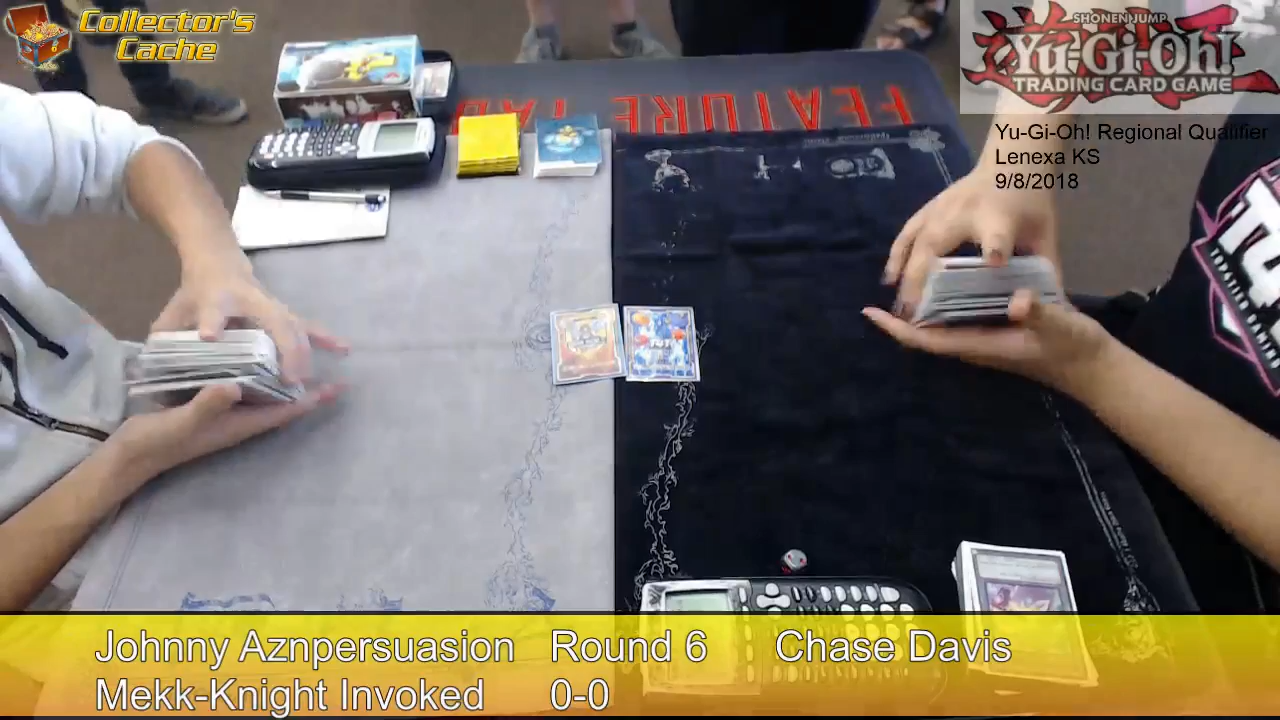 Collector's
Cache
SHONEN JUMP
Yu-Gi-Oh!
TRADING CARD GAME
Yu-Gi-Oh! Regional Qualifier
Lenexa KS
9/8/2018
FEATURE TAB
Johnny Aznpersuasion Round 6 Chase Davis
Mekk-Knight Invoked 0-0